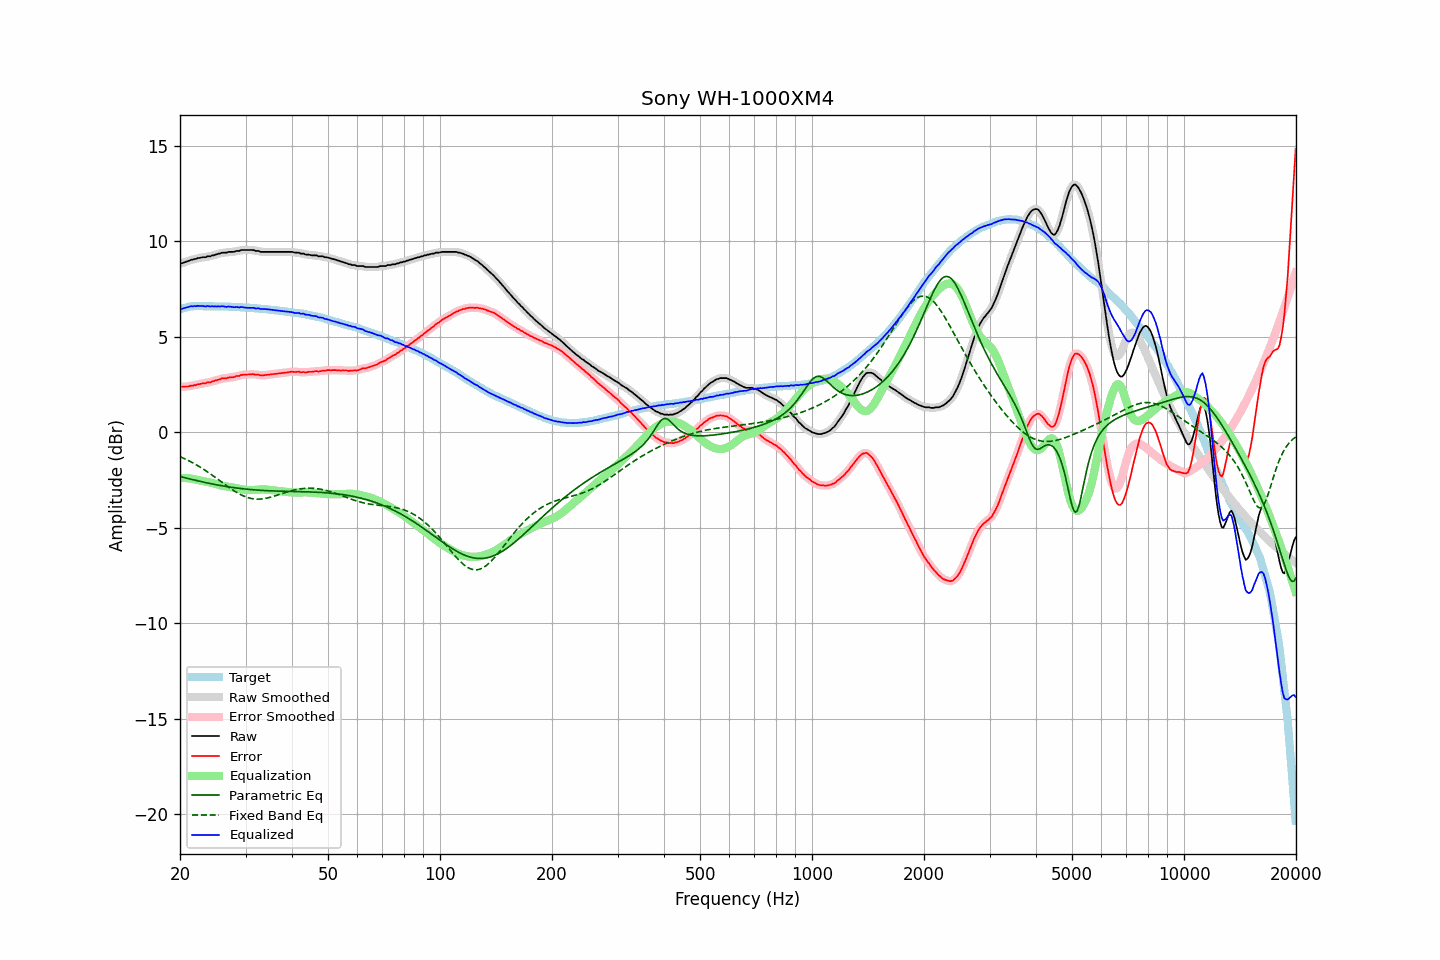 Sony WH-1000XM4
Amplitude (dBr)
15
10
5
0
−5
−10
−15
−20
Target
Raw Smoothed
Error Smoothed
Raw
Error
Equalization
Parametric Eq
Fixed Band Eq
Equalized
20 50 100 200 500 1000 2000 5000 10000 20000
Frequency (Hz)